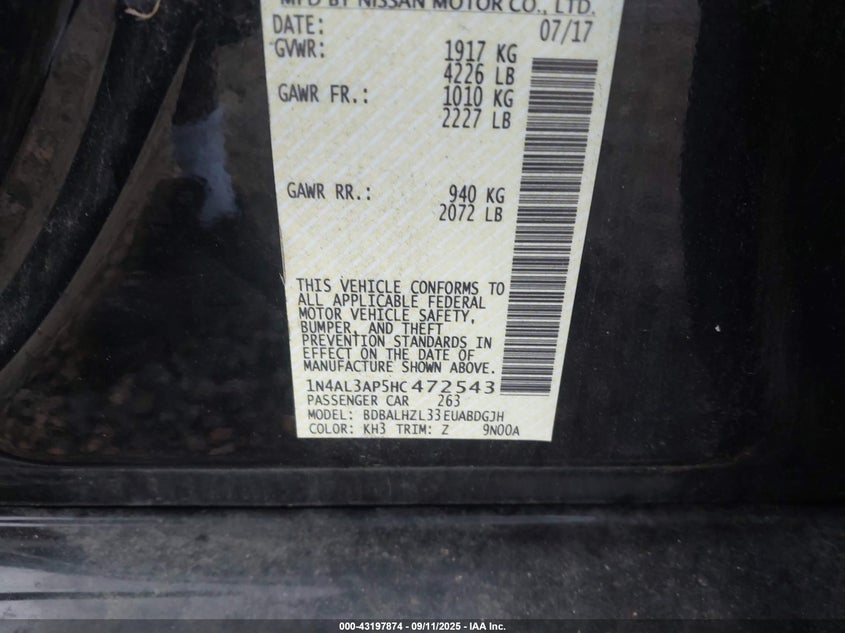 MFD BY NISSAN MOTOR CO., LTD.
DATE: 07/17
GVWR: 1917 KG
4226 LB
GAWR FR.: 1010 KG
2227 LB
GAWR RR.: 940 KG
2072 LB
THIS VEHICLE CONFORMS TO
ALL APPLICABLE FEDERAL
MOTOR VEHICLE SAFETY,
BUMPER, AND THEFT
PREVENTION STANDARDS IN
EFFECT ON THE DATE OF
MANUFACTURE SHOWN ABOVE.
1N4AL3AP5HC472543
PASSENGER CAR 263
MODEL: BDBALHZL33EUABDGJH
COLOR: KH3 TRIM: Z 9N00A
000-43197874 - 09/11/2025 - IAA Inc.